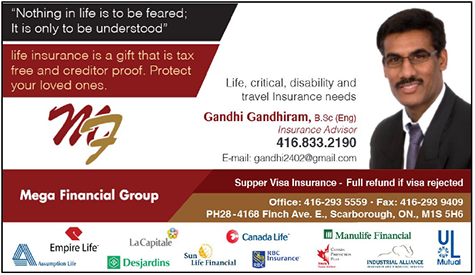 "Nothing in life is to be feared;
It is only to be understood"
life insurance is a gift that is tax
free and creditor proof. Protect
your loved ones.
Life, critical, disability and
travel Insurance needs
Gandhi Gandhiram, B.Sc (Eng)
Insurance Advisor
416.833.2190
E-mail: gandhi2402@gmail.com
MF
Mega Financial Group
Supper Visa Insurance - Full refund if visa rejected
Office: 416-293 5559 • Fax: 416-293 9409
PH28-4168 Finch Ave. E., Scarborough, ON., M1S 5H6
Assumption Life
Empire Life
La Capitale
Desjardins
Canada Life
Sun Life Financial
RBC Insurance
Manulife Financial
Canada Protection Plan
INDUSTRIAL ALLIANCE
UL Mutual